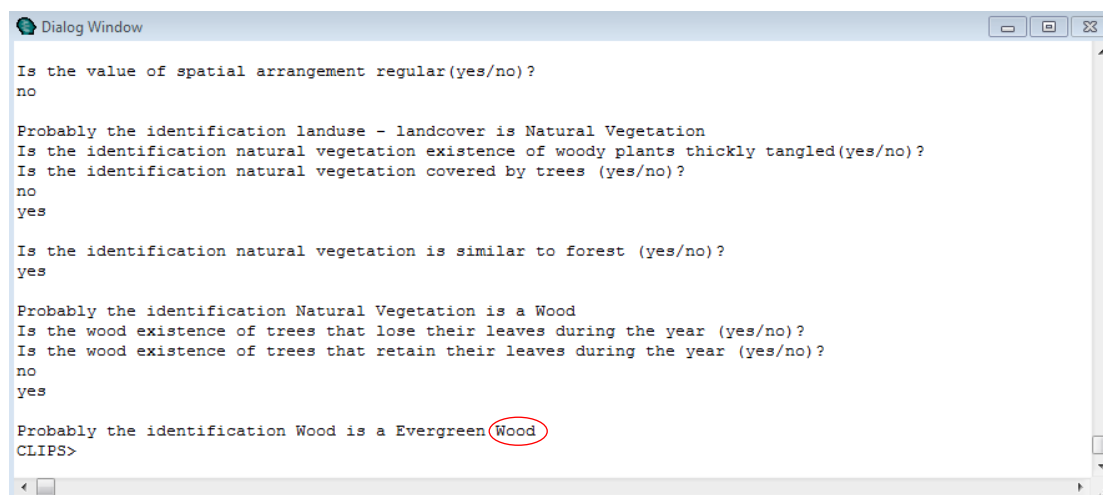 Dialog Window
Is the value of spatial arrangement regular(yes/no)?
no
Probably the identification landuse - landcover is Natural Vegetation
Is the identification natural vegetation existence of woody plants thickly tangled(yes/no)?
Is the identification natural vegetation covered by trees (yes/no)?
no
yes
Is the identification natural vegetation is similar to forest (yes/no)?
yes
Probably the identification Natural Vegetation is a Wood
Is the wood existence of trees that lose their leaves during the year (yes/no)?
Is the wood existence of trees that retain their leaves during the year (yes/no)?
no
yes
Probably the identification Wood is a Evergreen Wood
CLIPS>